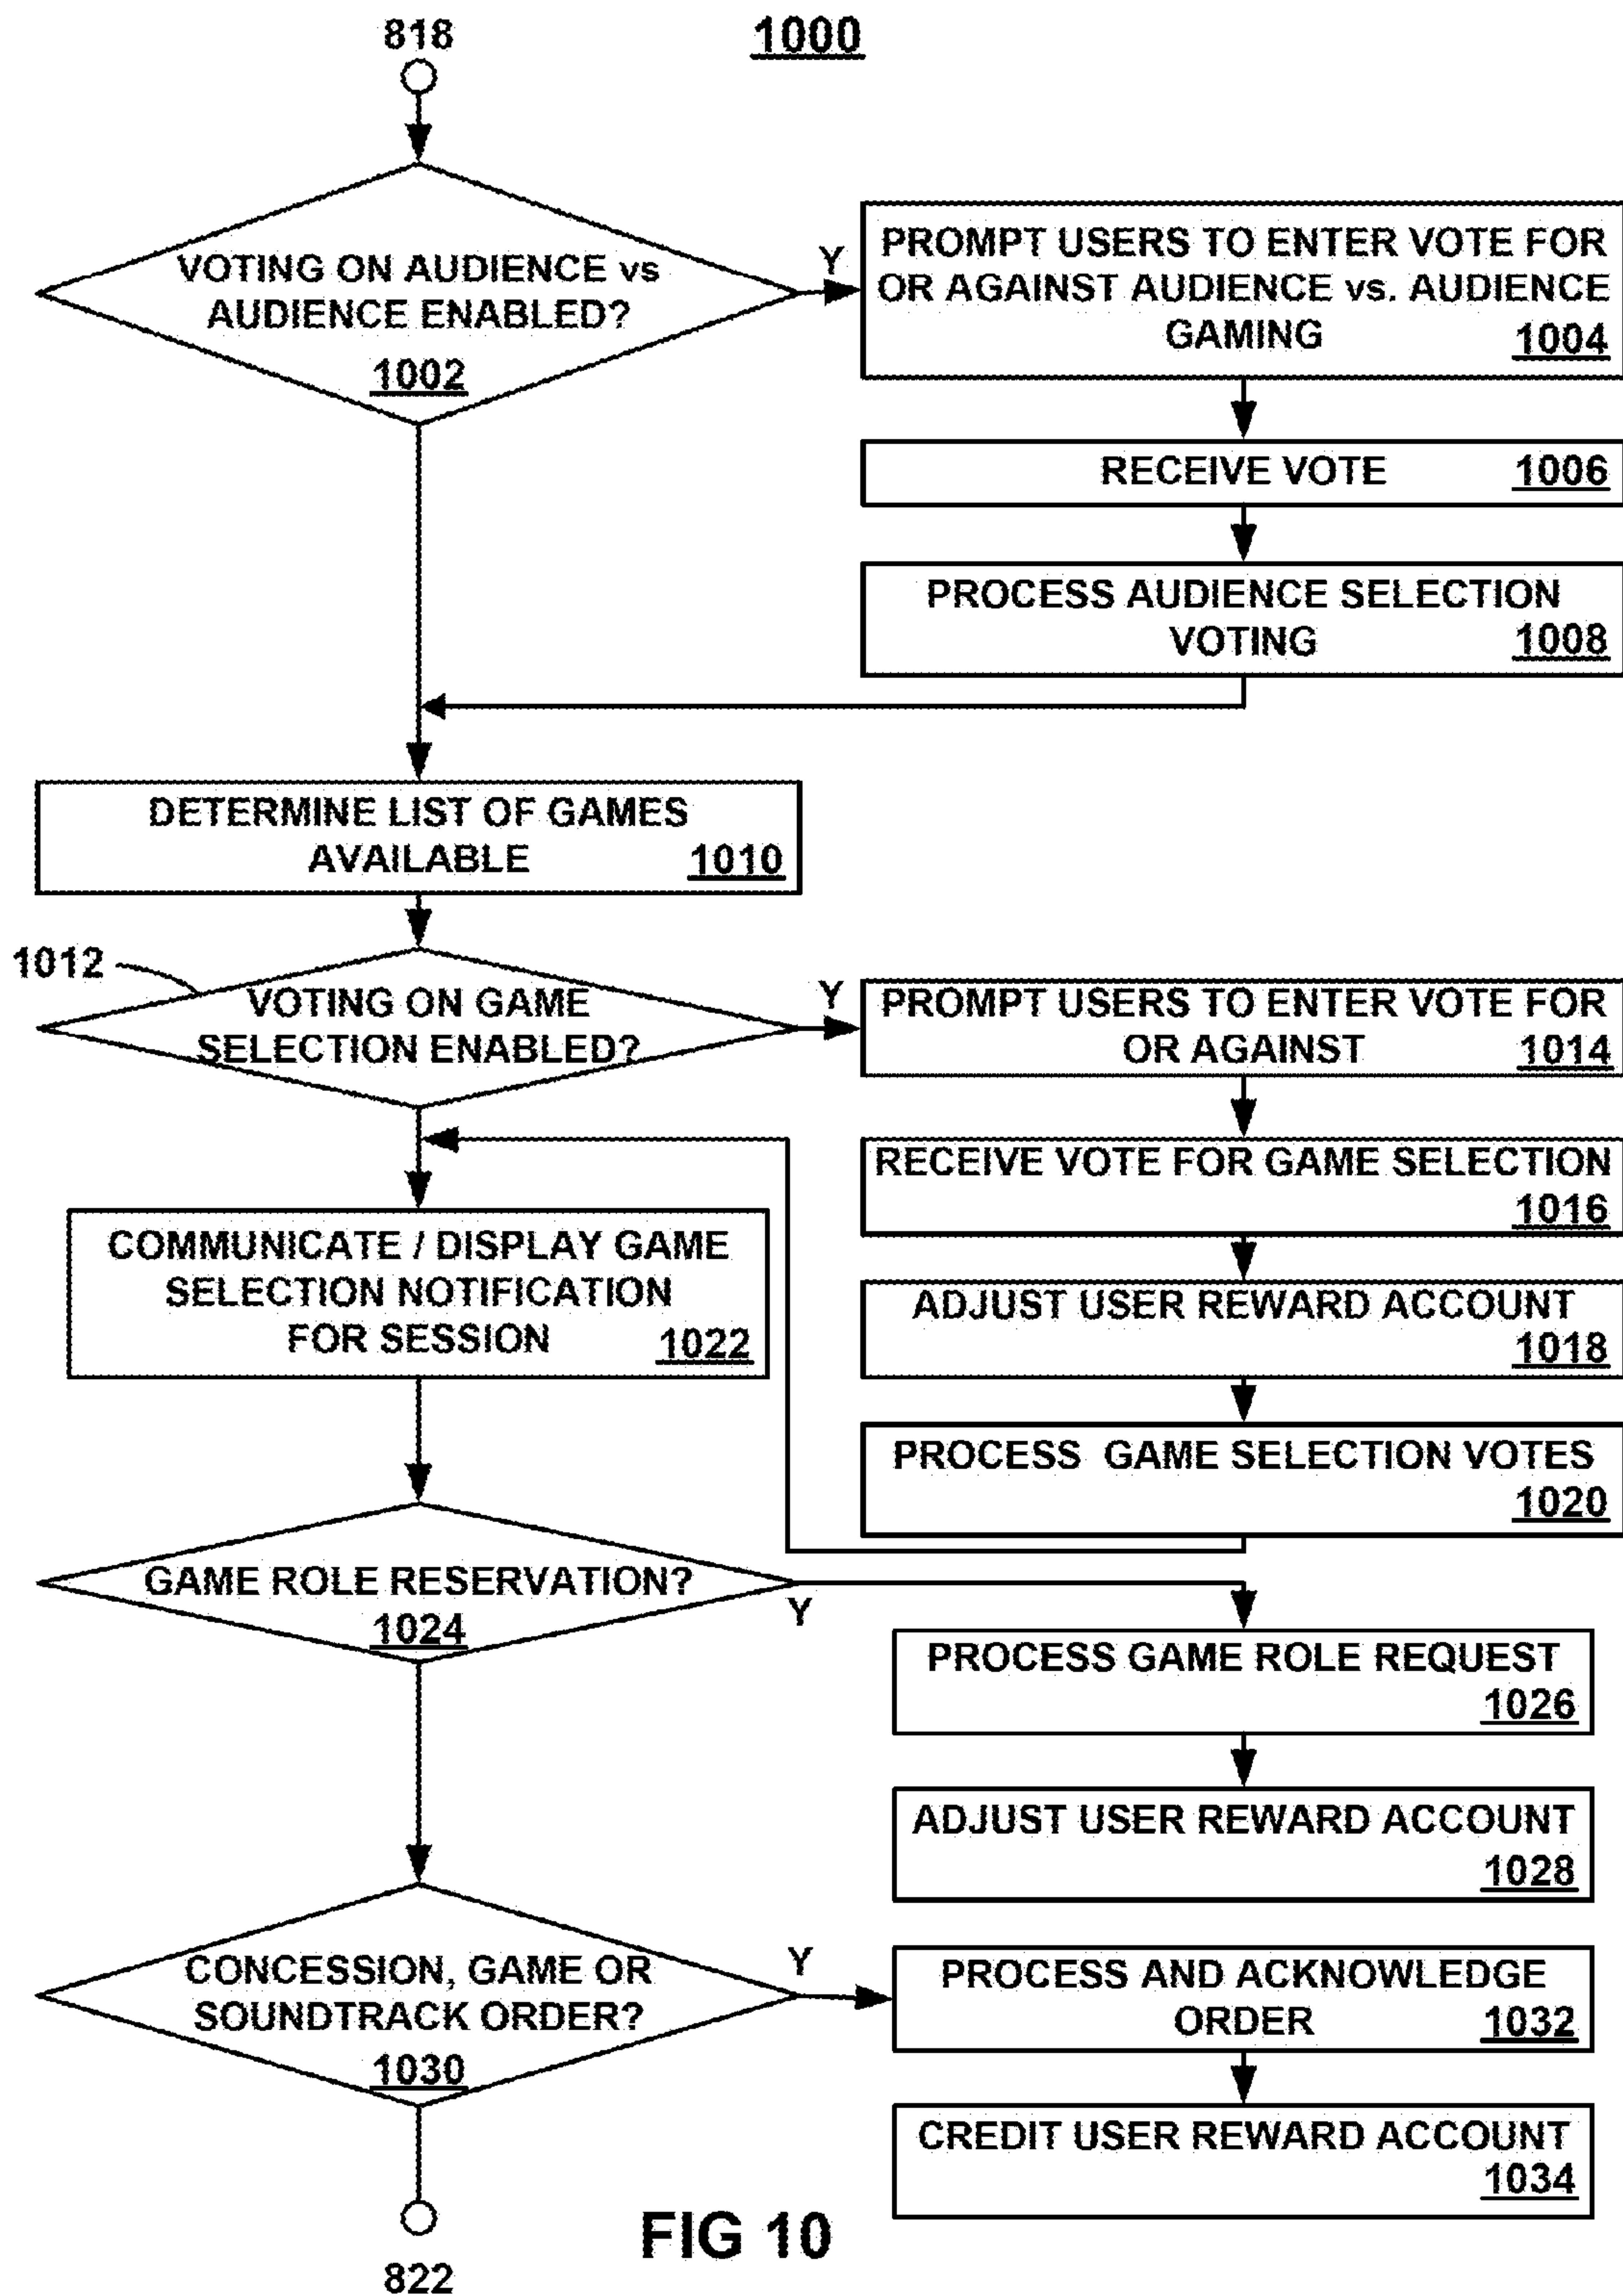 818
1000
VOTING ON AUDIENCE vs
AUDIENCE ENABLED?
1002
Y
PROMPT USERS TO ENTER VOTE FOR
OR AGAINST AUDIENCE vs. AUDIENCE
GAMING 1004
RECEIVE VOTE 1006
PROCESS AUDIENCE SELECTION
VOTING 1008
DETERMINE LIST OF GAMES
AVAILABLE 1010
1012
VOTING ON GAME
SELECTION ENABLED?
Y
PROMPT USERS TO ENTER VOTE FOR
OR AGAINST 1014
RECEIVE VOTE FOR GAME SELECTION
1016
ADJUST USER REWARD ACCOUNT
1018
PROCESS GAME SELECTION VOTES
1020
COMMUNICATE / DISPLAY GAME
SELECTION NOTIFICATION
FOR SESSION 1022
GAME ROLE RESERVATION?
1024
Y
PROCESS GAME ROLE REQUEST
1026
ADJUST USER REWARD ACCOUNT
1028
CONCESSION, GAME OR
SOUNDTRACK ORDER?
1030
Y
PROCESS AND ACKNOWLEDGE
ORDER 1032
CREDIT USER REWARD ACCOUNT
1034
822
FIG 10